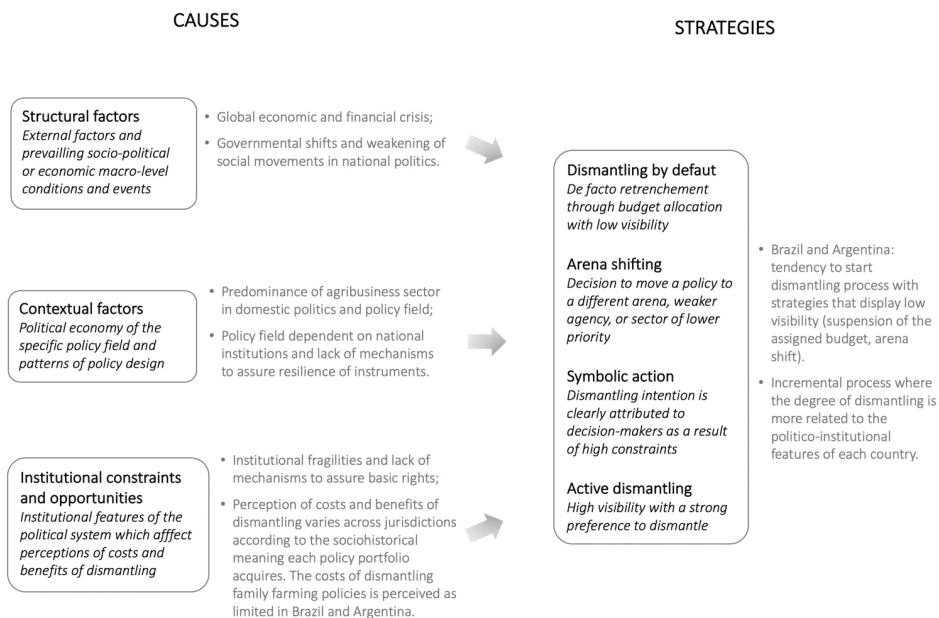 CAUSES
STRATEGIES
Structural factors
External factors and
prevailling socio-political
or economic macro-level
conditions and events
• Global economic and financial crisis;
• Governmental shifts and weakening of
social movements in national politics.
Contextual factors
Political economy of the
specific policy field and
patterns of policy design
• Predominance of agribusiness sector
in domestic politics and policy field;
• Policy field dependent on national
institutions and lack of mechanisms
to assure resilience of instruments.
Institutional constraints
and opportunities
Institutional features of the
political system which afffect
perceptions of costs and
benefits of dismantling
• Institutional fragilities and lack of
mechanisms to assure basic rights;
• Perception of costs and benefits of
dismantling varies across jurisdictions
according to the sociohistorical
meaning each policy portfolio
acquires. The costs of dismantling
family farming policies is perceived as
limited in Brazil and Argentina.
Dismantling by defaut
De facto retrenchement
through budget allocation
with low visibility
Arena shifting
Decision to move a policy to
a different arena, weaker
agency, or sector of lower
priority
Symbolic action
Dismantling intention is
clearly attributed to
decision-makers as a result
of high constraints
Active dismantling
High visibility with a strong
preference to dismantle
• Brazil and Argentina:
tendency to start
dismantling process with
strategies that display low
visibility (suspension of the
assigned budget, arena
shift).
• Incremental process where
the degree of dismantling is
more related to the
politico-institutional
features of each country.